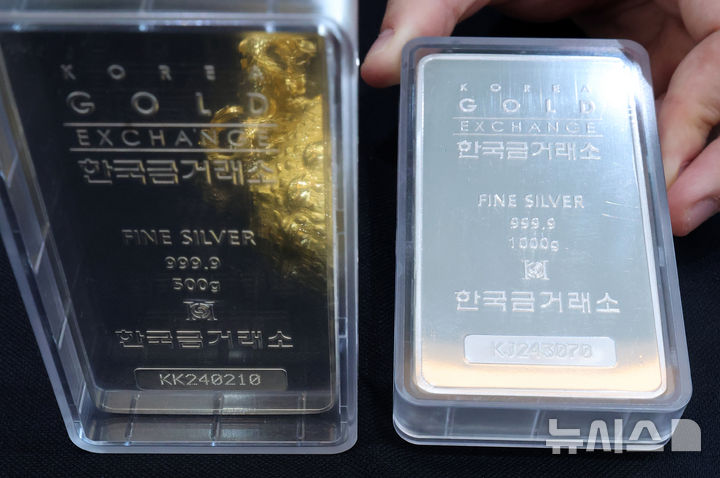 KOREA
GOLD
EXCHANGE
한국금거래소
FINE SILVER
999.9
500g
한국금거래소
KK240210
KOREA
GOLD
EXCHANGE
한국금거래소
FINE SILVER
999.9
1000g
한국금거래소
KJ243070
뉴시스